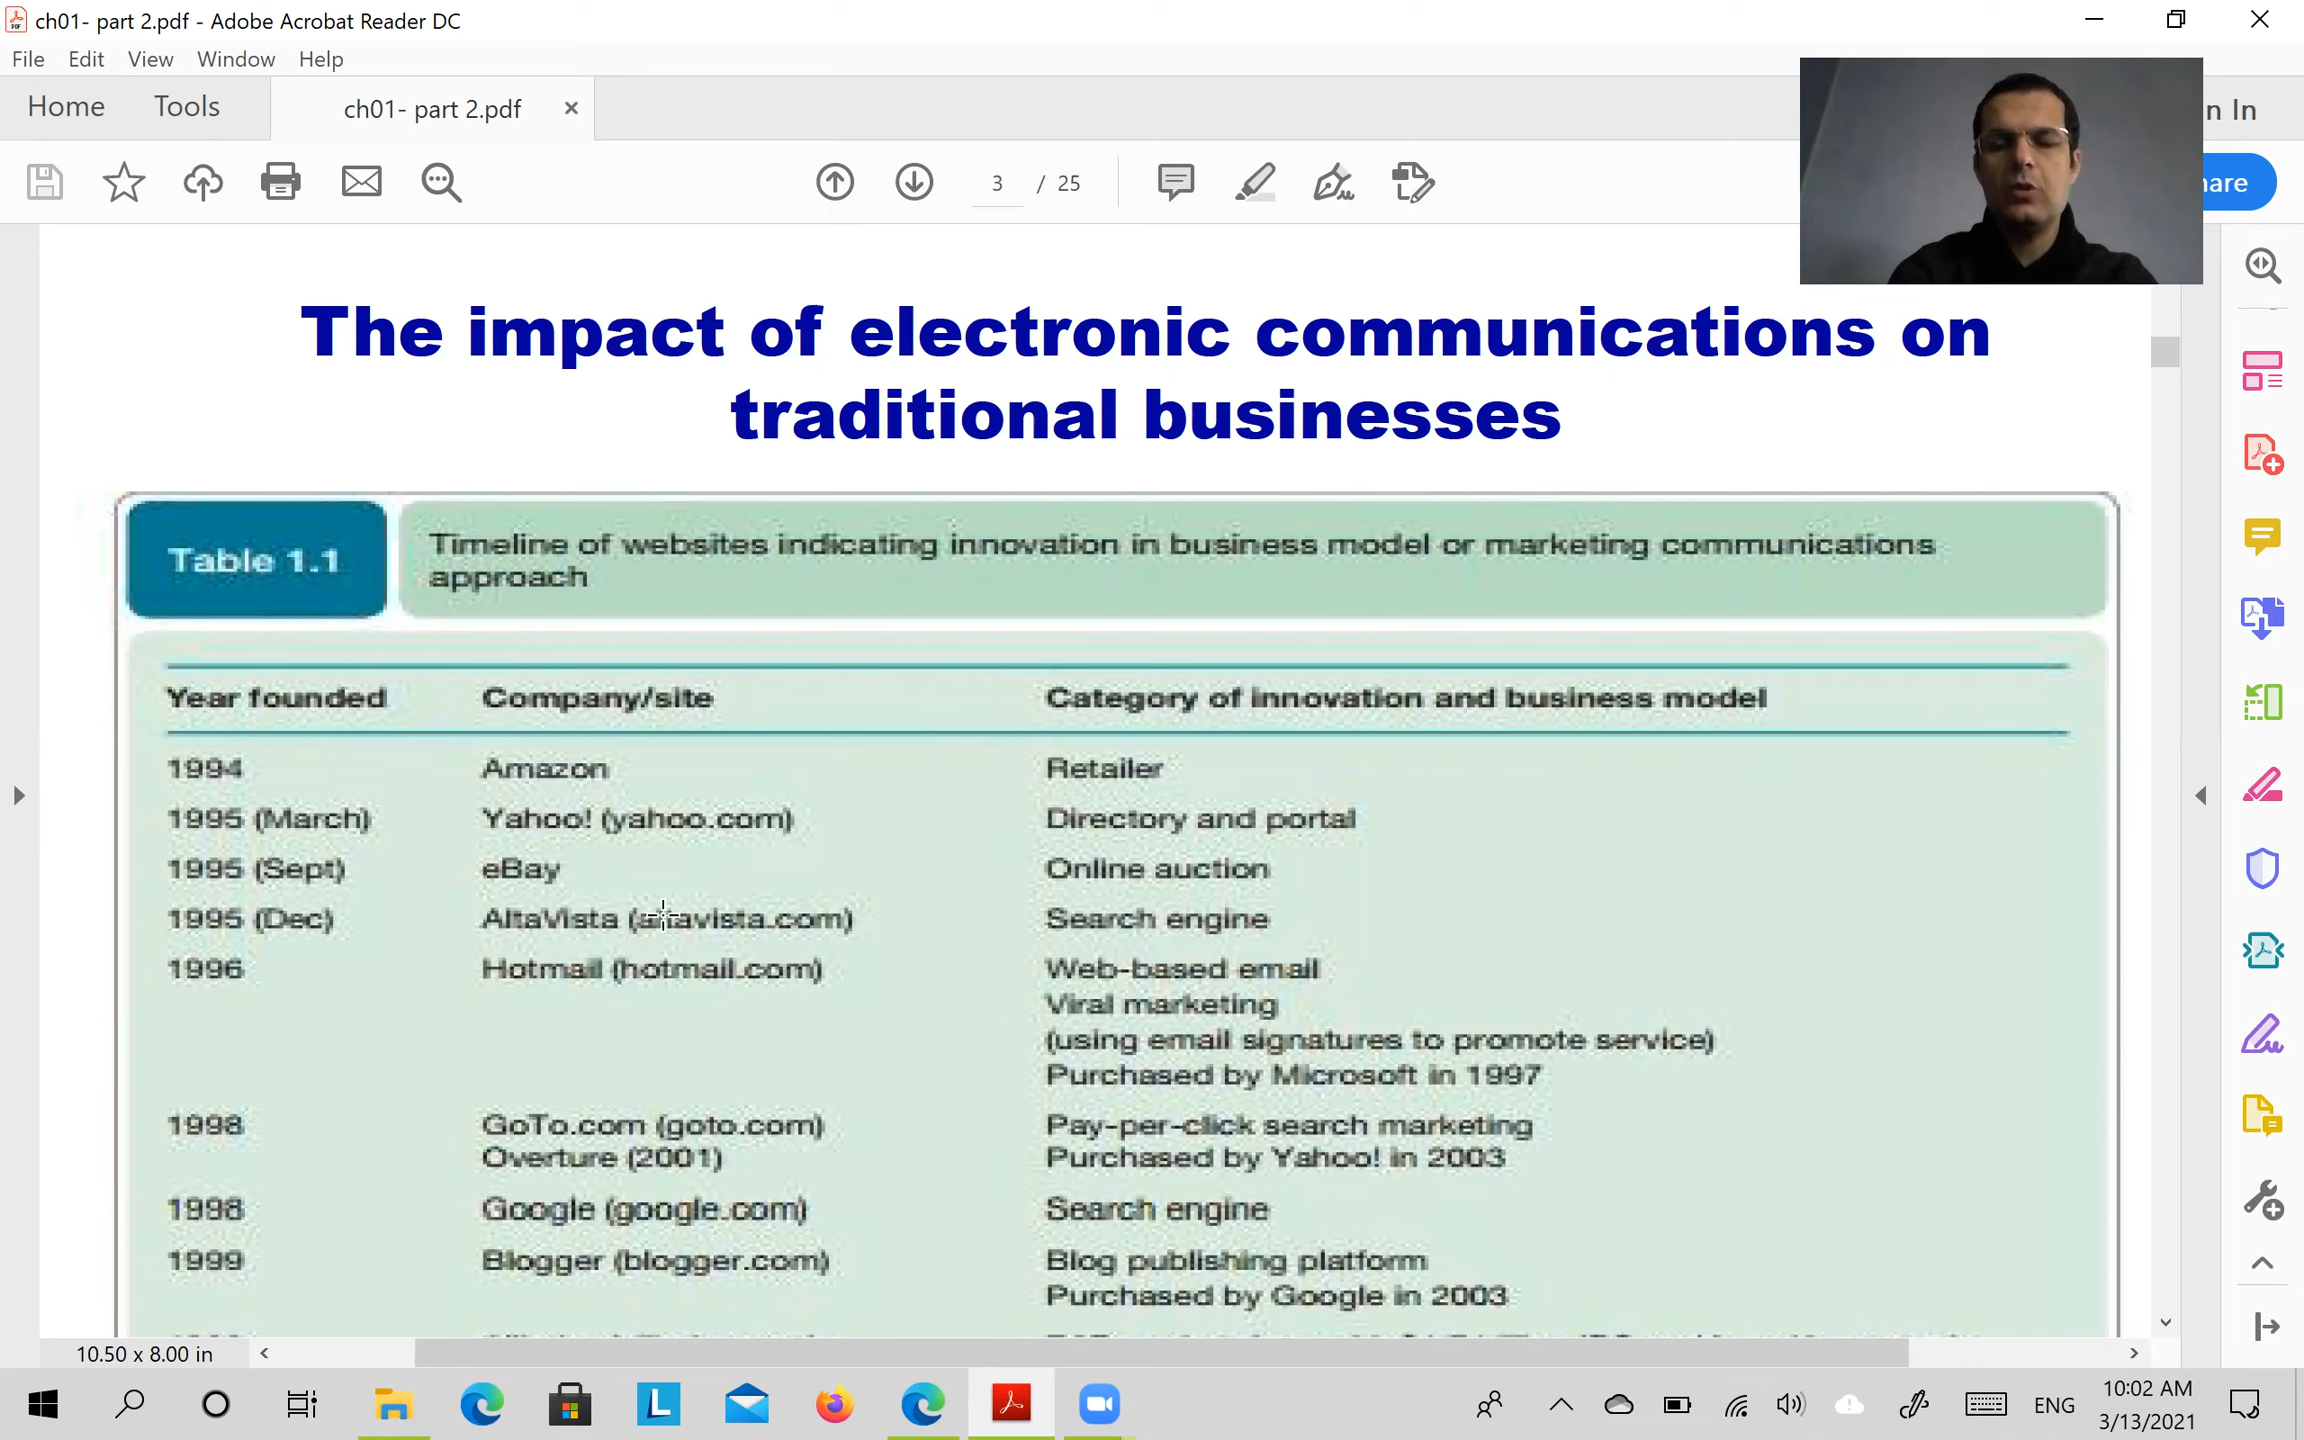 ch01- part 2.pdf - Adobe Acrobat Reader DC
File Edit View Window Help
Home Tools ch01- part 2.pdf n In
3 / 25 are
The impact of electronic communications on
traditional businesses
Table 1.1
Timeline of websites indicating innovation in business model or marketing communications
approach
Year founded Company/site Category of innovation and business model
1994 Amazon Retailer
1995 (March) Yahoo! (yahoo.com) Directory and portal
1995 (Sept) eBay Online auction
1995 (Dec) AltaVista (altavista.com) Search engine
1996 Hotmail (hotmail.com) Web-based email
Viral marketing
(using email signatures to promote service)
Purchased by Microsoft in 1997
1998 GoTo.com (goto.com) Pay-per-click search marketing
Overture (2001) Purchased by Yahoo! in 2003
1998 Google (google.com) Search engine
1999 Blogger (blogger.com) Blog publishing platform
Purchased by Google in 2003
10.50 x 8.00 in
L
ENG
10:02 AM
3/13/2021